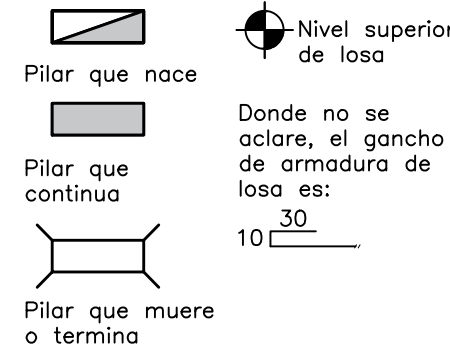 Pilar que nace
Pilar que
continua
Pilar que muere
o termina
Nivel superior
de losa
Donde no se
aclare, el gancho
de armadura de
losa es:
30
10